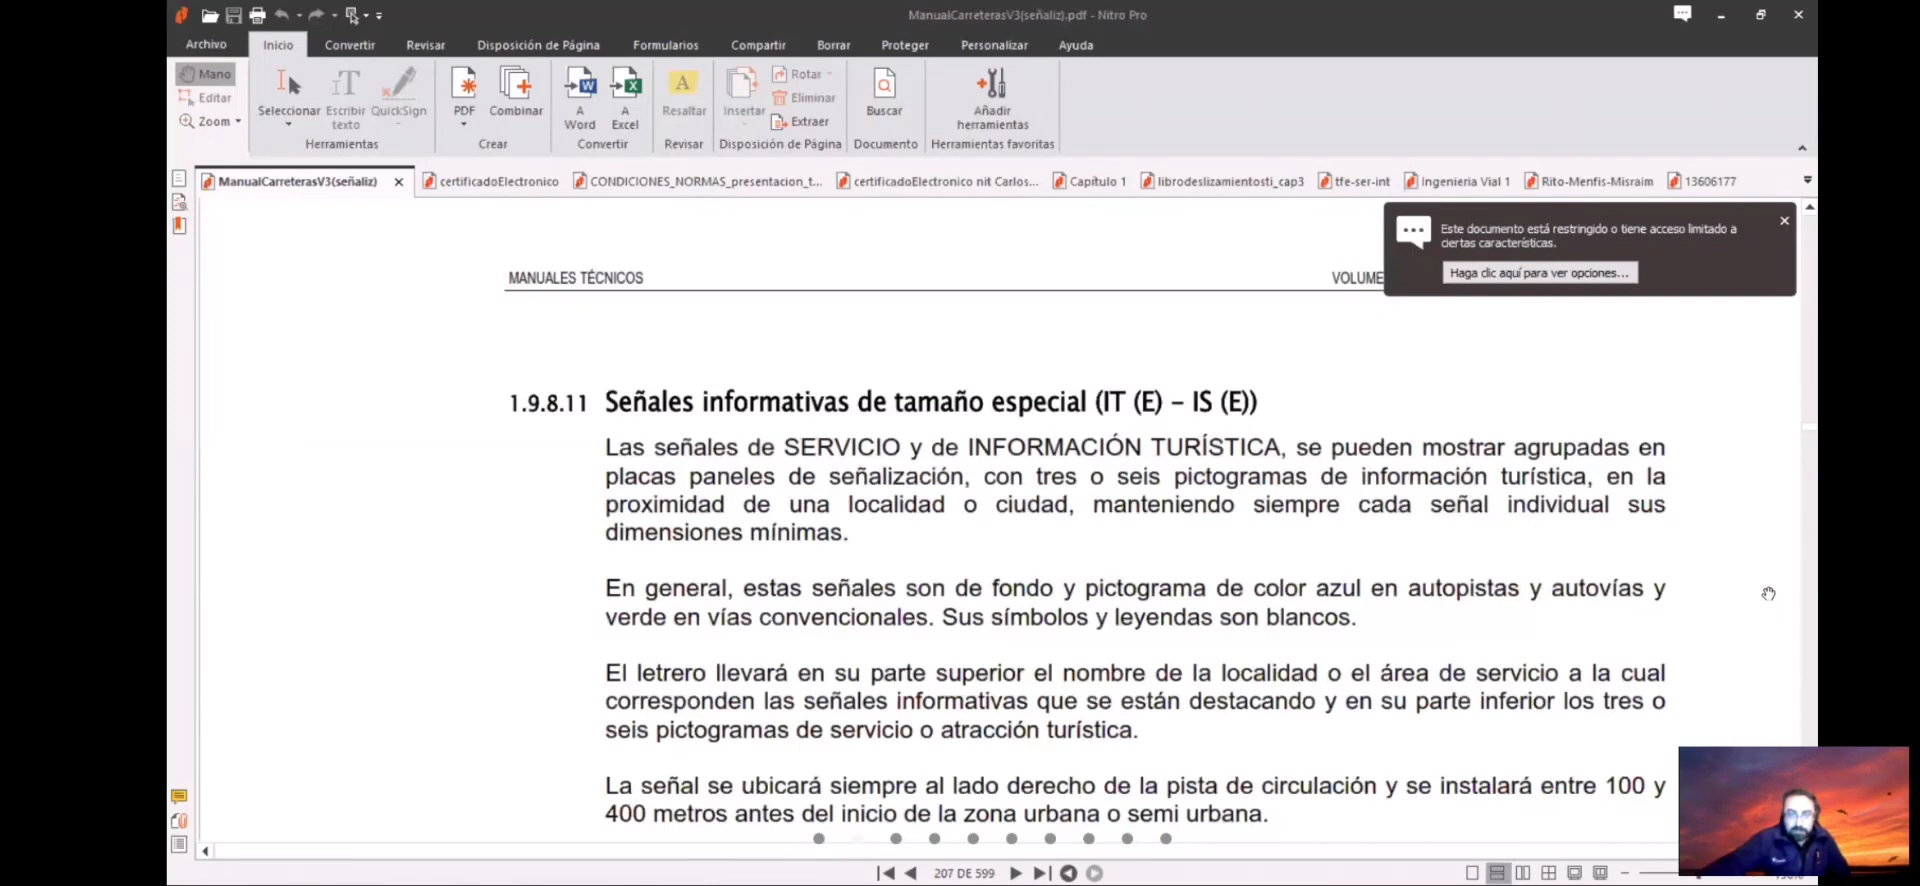 ManualCarreterasV3(señaliz).pdf - Nitro Pro
Archivo Inicio Convertir Revisar Disposición de Página Formularios Compartir Borrar Proteger Personalizar Ayuda
Mano
Editar
Zoom
Seleccionar
Escribir texto
QuickSign
Herramientas
PDF
Combinar
Crear
A Word
A Excel
Convertir
Resaltar
Revisar
Insertar
Rotar
Eliminar
Extraer
Disposición de Página
Buscar
Documento
Añadir herramientas
Herramientas favoritas
ManualCarreterasV3(señaliz) certificadoElectronico CONDICIONES_NORMAS_presentacion_t... certificadoElectronico nit Carlos... Capítulo 1 librodeslizamientosti_cap3 tfe-ser-int Ingenieria Vial 1 Rito-Menfis-Misraim 13606177
Este documento está restringido o tiene acceso limitado a
ciertas características.
Haga clic aquí para ver opciones...
MANUALES TÉCNICOS VOLUME
1.9.8.11 Señales informativas de tamaño especial (IT (E) – IS (E))
Las señales de SERVICIO y de INFORMACIÓN TURÍSTICA, se pueden mostrar agrupadas en
placas paneles de señalización, con tres o seis pictogramas de información turística, en la
proximidad de una localidad o ciudad, manteniendo siempre cada señal individual sus
dimensiones mínimas.
En general, estas señales son de fondo y pictograma de color azul en autopistas y autovías y
verde en vías convencionales. Sus símbolos y leyendas son blancos.
El letrero llevará en su parte superior el nombre de la localidad o el área de servicio a la cual
corresponden las señales informativas que se están destacando y en su parte inferior los tres o
seis pictogramas de servicio o atracción turística.
La señal se ubicará siempre al lado derecho de la pista de circulación y se instalará entre 100 y
400 metros antes del inicio de la zona urbana o semi urbana.
207 DE 599